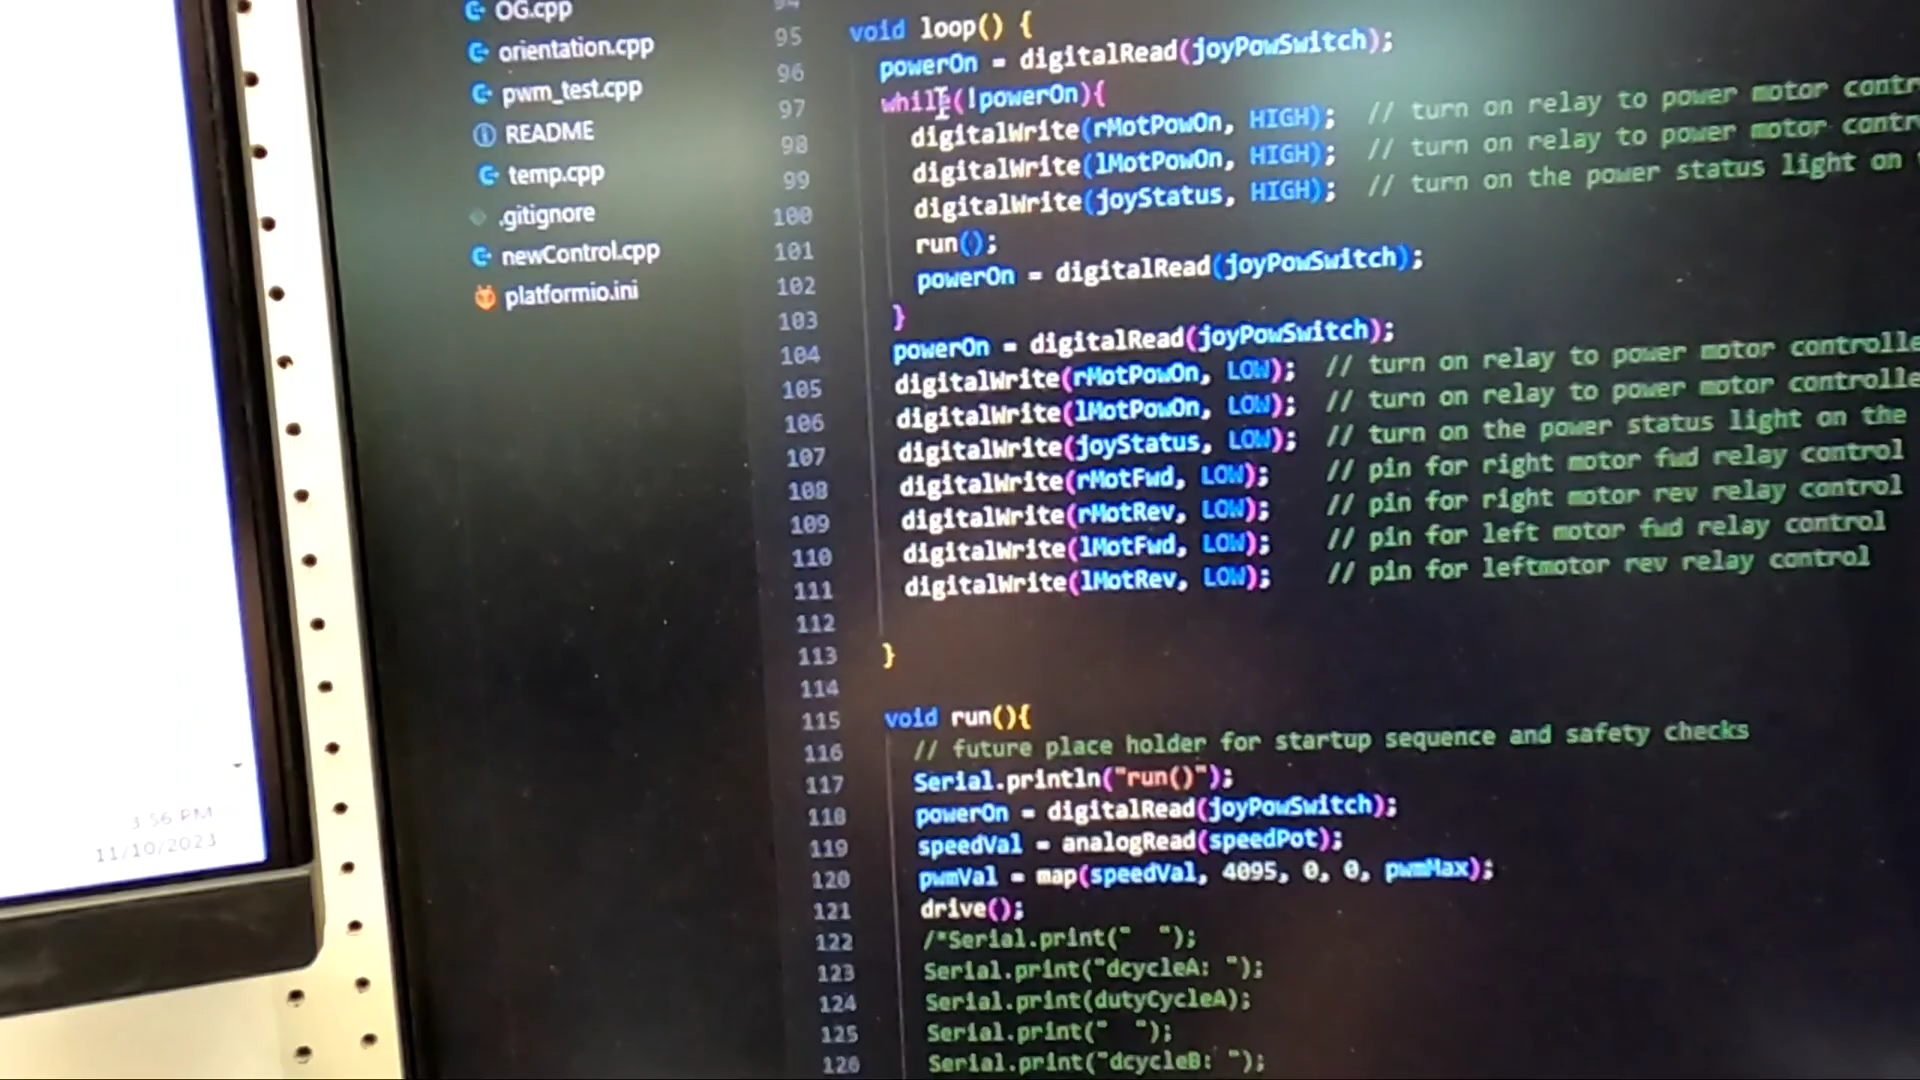 OG.cpp
orientation.cpp
pwm_test.cpp
README
temp.cpp
.gitignore
newControl.cpp
platformio.ini
3:56 PM
11/10/2023
94
95 void loop() {
96 powerOn = digitalRead(joyPowSwitch);
97 while(!powerOn){
98 digitalWrite(rMotPowOn, HIGH); // turn on relay to power motor contr
99 digitalWrite(lMotPowOn, HIGH); // turn on relay to power motor contr
100 digitalWrite(joyStatus, HIGH); // turn on the power status light on
101 run();
102 powerOn = digitalRead(joyPowSwitch);
103 }
104 powerOn = digitalRead(joyPowSwitch);
105 digitalWrite(rMotPowOn, LOW); // turn on relay to power motor controlle
106 digitalWrite(lMotPowOn, LOW); // turn on relay to power motor controlle
107 digitalWrite(joyStatus, LOW); // turn on the power status light on the
108 digitalWrite(rMotFwd, LOW); // pin for right motor fwd relay control
109 digitalWrite(rMotRev, LOW); // pin for right motor rev relay control
110 digitalWrite(lMotFwd, LOW); // pin for left motor fwd relay control
111 digitalWrite(lMotRev, LOW); // pin for leftmotor rev relay control
112
113 }
114
115 void run(){
116 // future place holder for startup sequence and safety checks
117 Serial.println("run()");
118 powerOn = digitalRead(joyPowSwitch);
119 speedVal = analogRead(speedPot);
120 pwmVal = map(speedVal, 4095, 0, 0, pwmMax);
121 drive();
122 /*Serial.print("  ");
123 Serial.print("dcycleA: ");
124 Serial.print(dutyCycleA);
125 Serial.print("  ");
126 Serial.print("dcycleB: ");